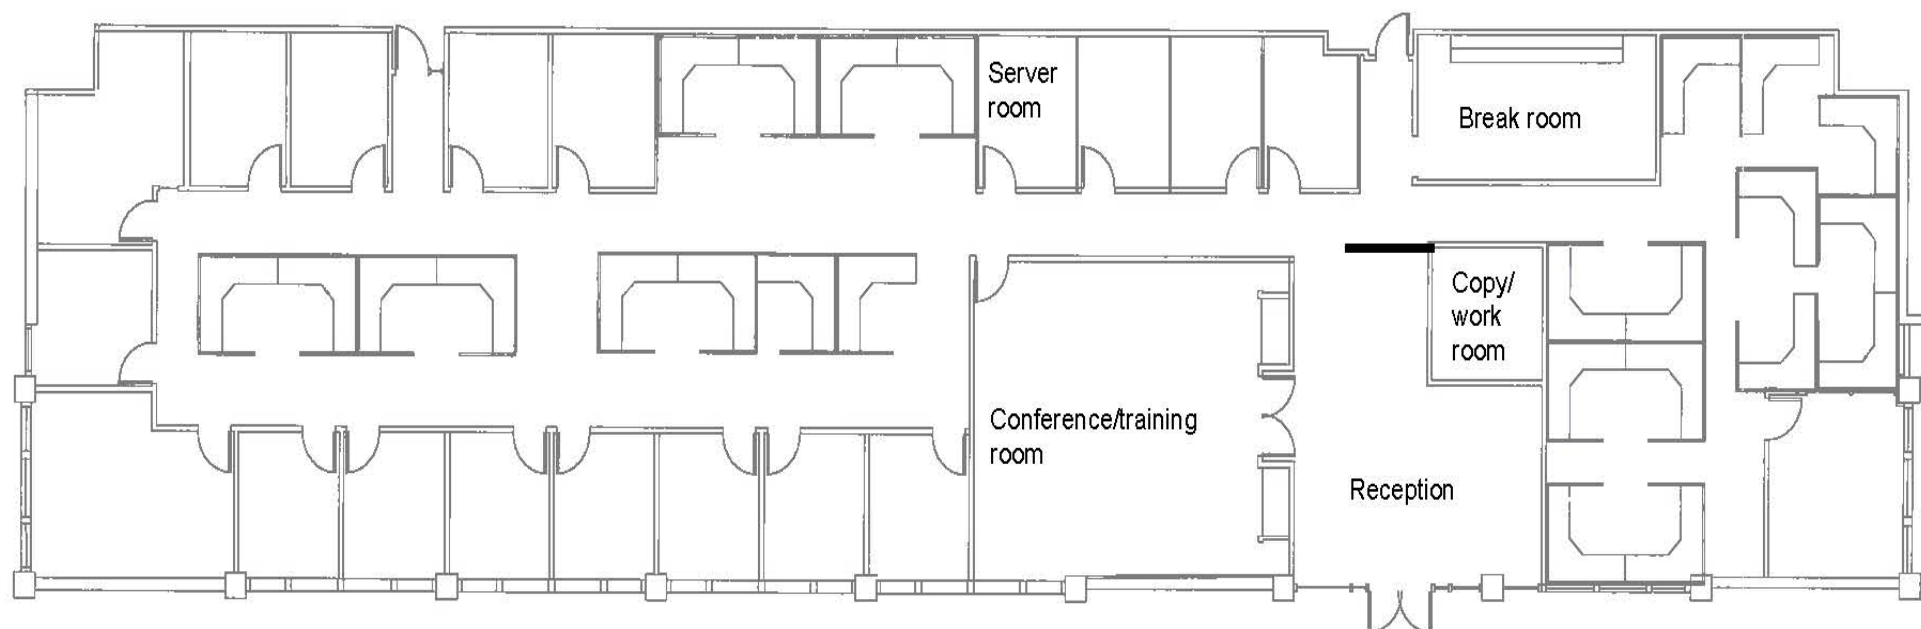 Server
room
Break room
Copy/
work
room
Conference/training
room
Reception